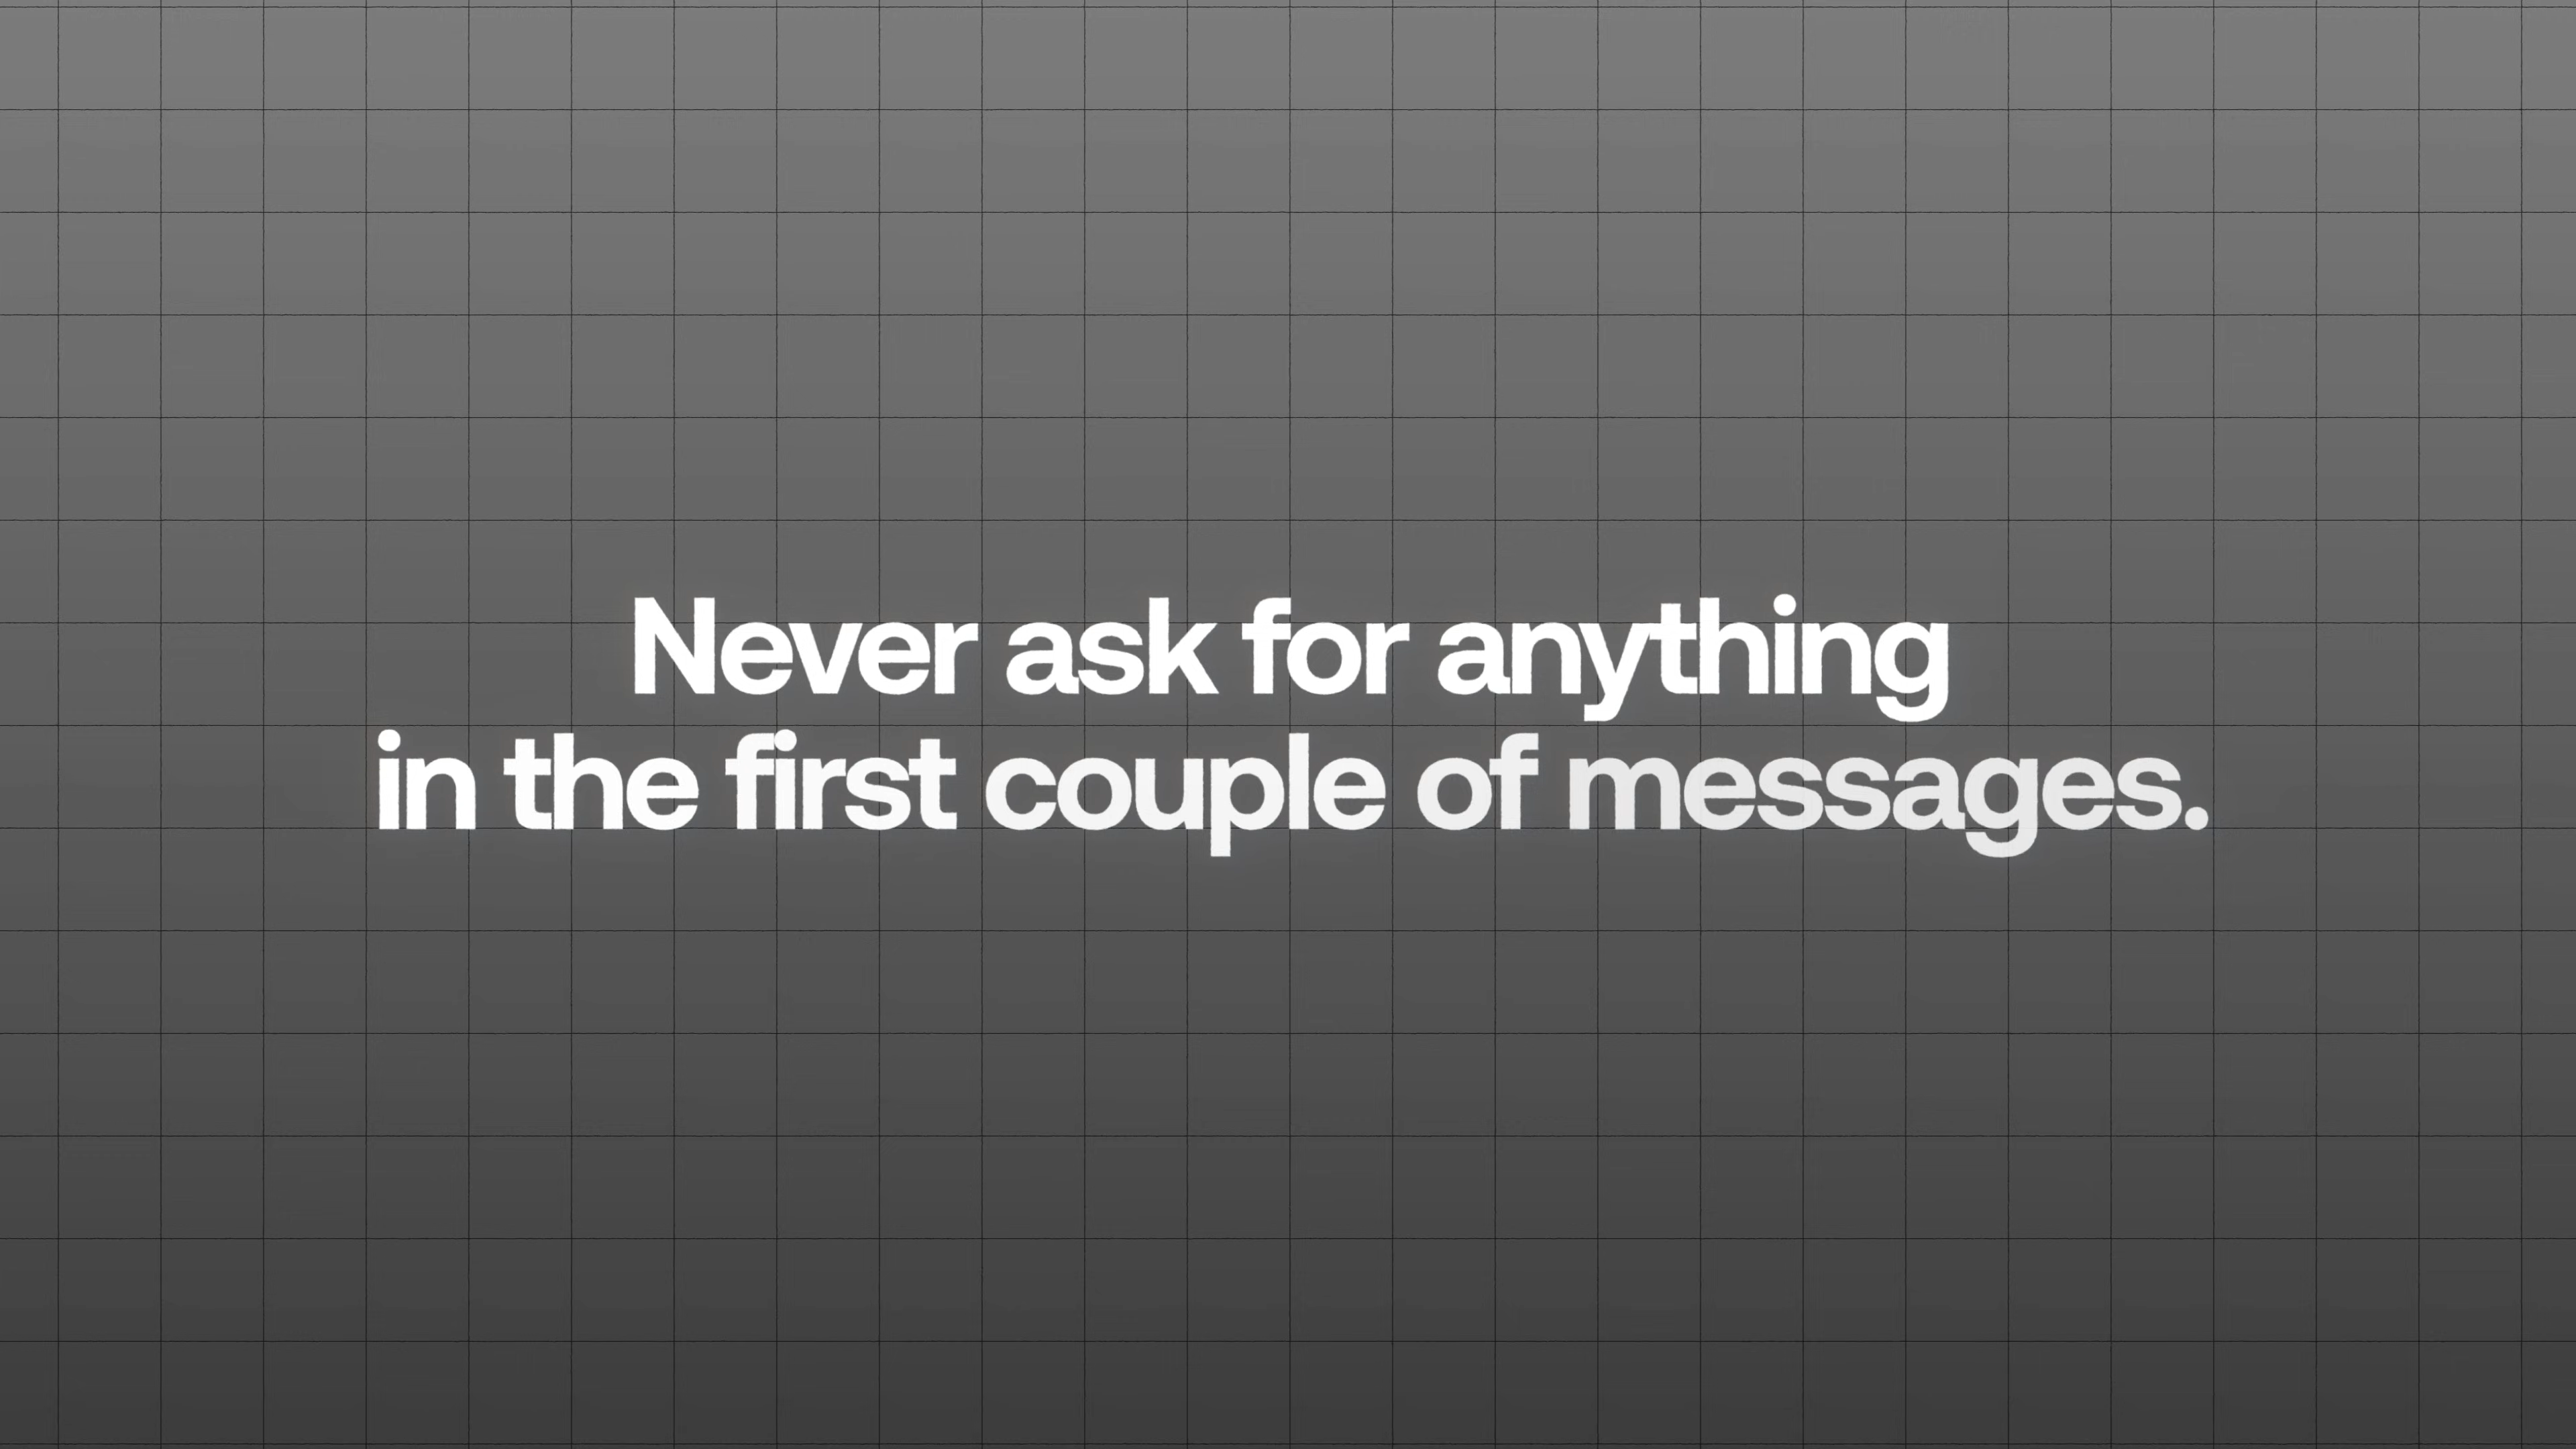 Never ask for anything
in the first couple of messages.